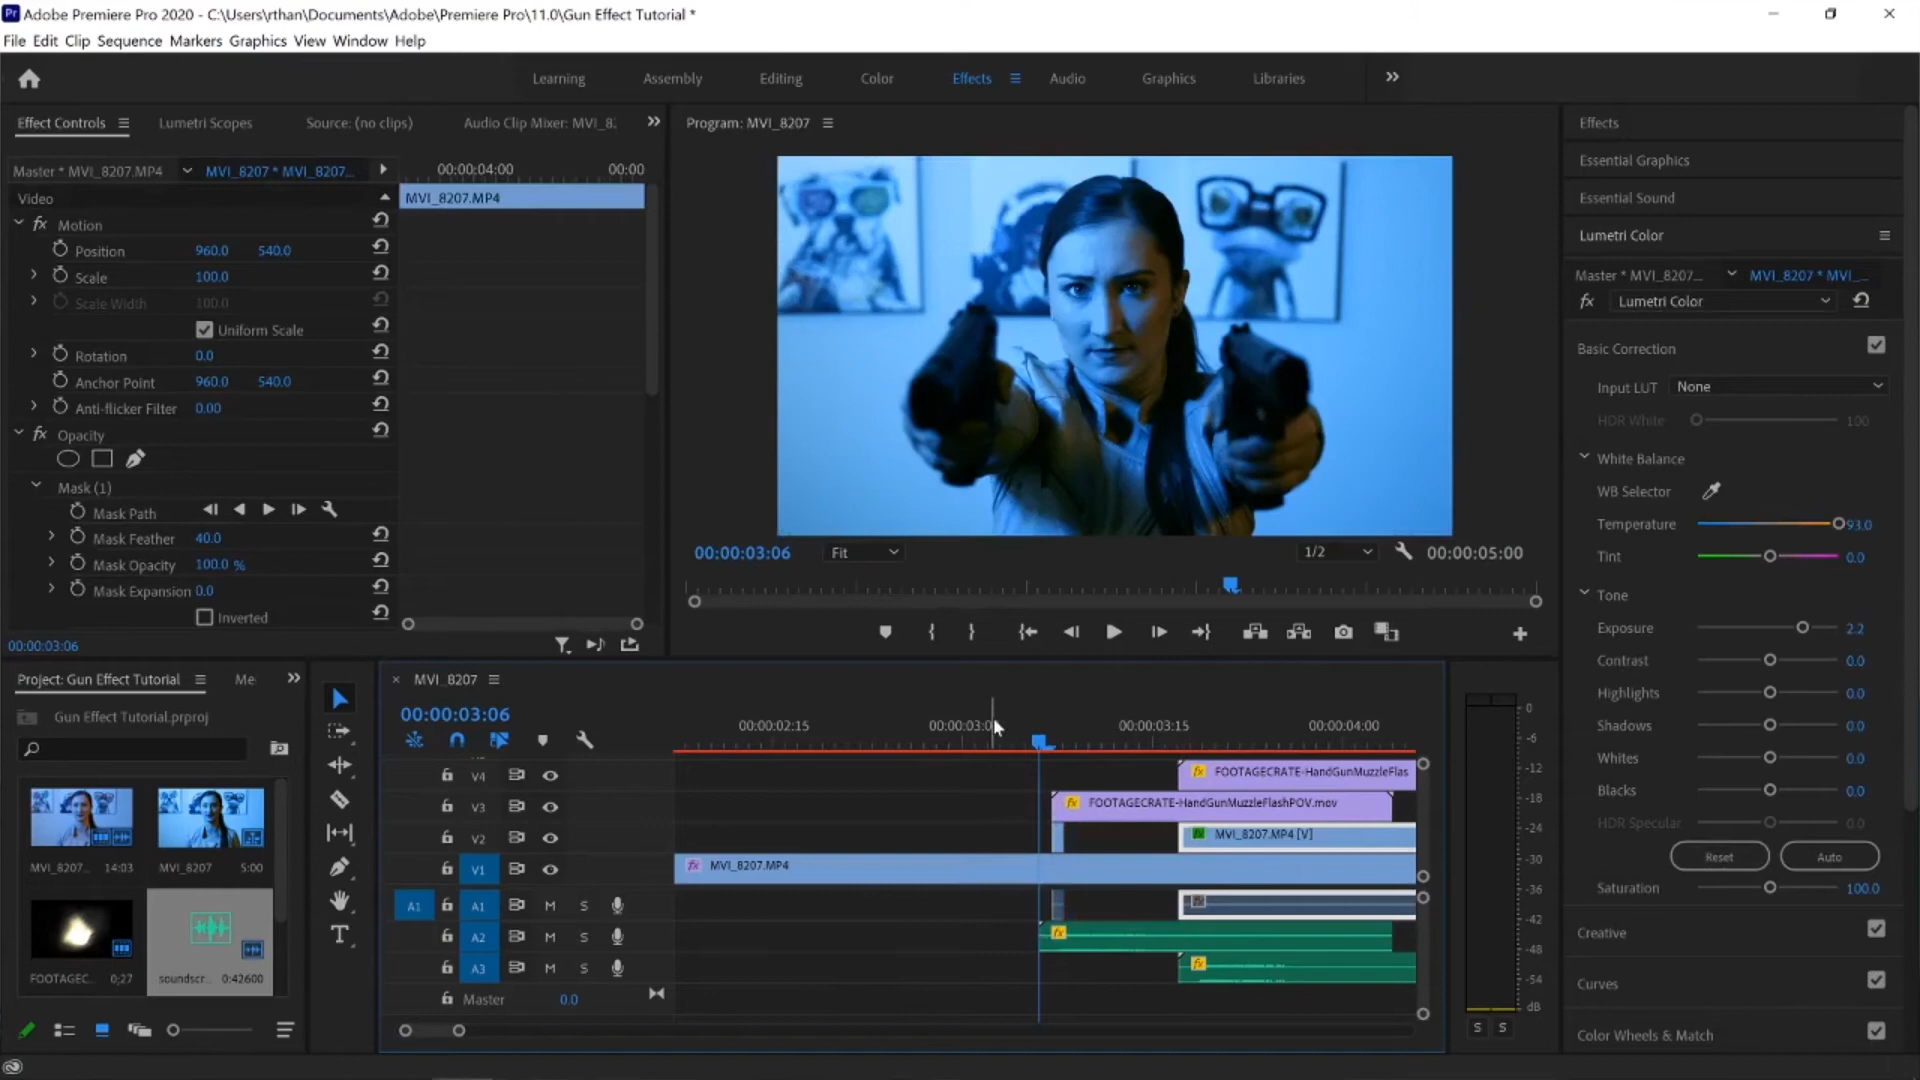 Pr Adobe Premiere Pro 2020 - C:\Users\rthan\Documents\Adobe\Premiere Pro\11.0\Gun Effect Tutorial *
File Edit Clip Sequence Markers Graphics View Window Help
Learning Assembly Editing Color Effects Audio Graphics Libraries
Effect Controls Lumetri Scopes Source: (no clips) Audio Clip Mixer: MVI_8
Program: MVI_8207
Effects
Essential Graphics
Essential Sound
Lumetri Color
Master * MVI_8207.MP4 MVI_8207 * MVI_8207...
00:00:04:00 00:00
Video
MVI_8207.MP4
fx Motion
Position 960.0 540.0
Scale 100.0
Scale Width 100.0
Uniform Scale
Rotation 0.0
Anchor Point 960.0 540.0
Anti-flicker Filter 0.00
fx Opacity
Mask (1)
Mask Path
Mask Feather 40.0
Mask Opacity 100.0 %
Mask Expansion 0.0
Inverted
00:00:03:06
00:00:03:06 Fit 1/2 00:00:05:00
Master * MVI_8207... MVI_8207 * MVI_...
fx Lumetri Color
Basic Correction
Input LUT None
HDR White 100
White Balance
WB Selector
Temperature 93.0
Tint 0.0
Tone
Exposure 2.2
Contrast 0.0
Highlights 0.0
Shadows 0.0
Whites 0.0
Blacks 0.0
HDR Specular 0.0
Reset Auto
Saturation 100.0
Creative
Curves
Color Wheels & Match
Project: Gun Effect Tutorial Me
Gun Effect Tutorial.prproj
MVI_8207... 14:03 MVI_8207 5:00
FOOTAGEC... 0;27 soundscr... 0:42600
MVI_8207
00:00:03:06
00:00:02:15 00:00:03:15 00:00:04:00
V4 fx FOOTAGECRATE-HandGunMuzzleFlas
V3 fx FOOTAGECRATE-HandGunMuzzleFlashPOV.mov
V2 fx MVI_8207.MP4 [V]
V1 fx MVI_8207.MP4
A1 A1 M S fx
A2 M S fx
A3 M S fx
Master 0.0
0
-6
-12
-18
-24
-30
-36
-42
-48
-54
dB
S S
T